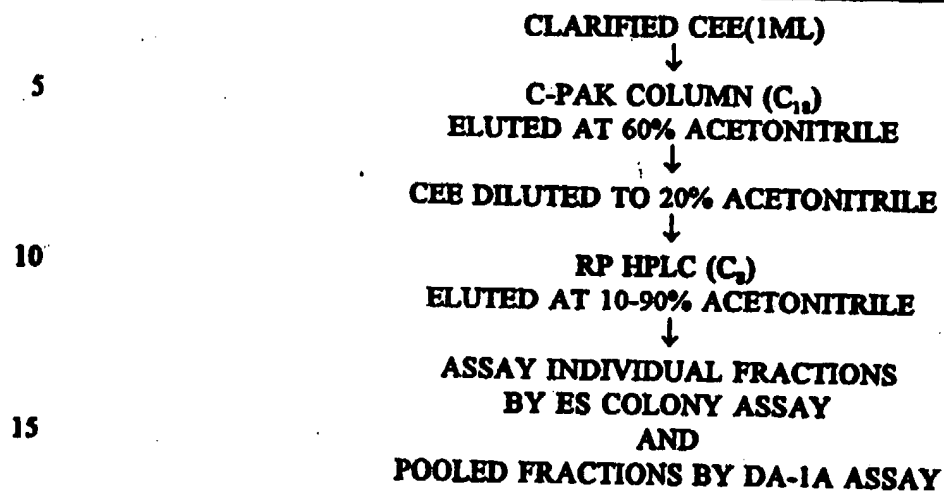 CLARIFIED CEE(1ML)
↓
5
C-PAK COLUMN (C₁₈)
ELUTED AT 60% ACETONITRILE
↓
CEE DILUTED TO 20% ACETONITRILE
↓
10
RP HPLC (C₈)
ELUTED AT 10-90% ACETONITRILE
↓
ASSAY INDIVIDUAL FRACTIONS
BY ES COLONY ASSAY
15
AND
POOLED FRACTIONS BY DA-1A ASSAY